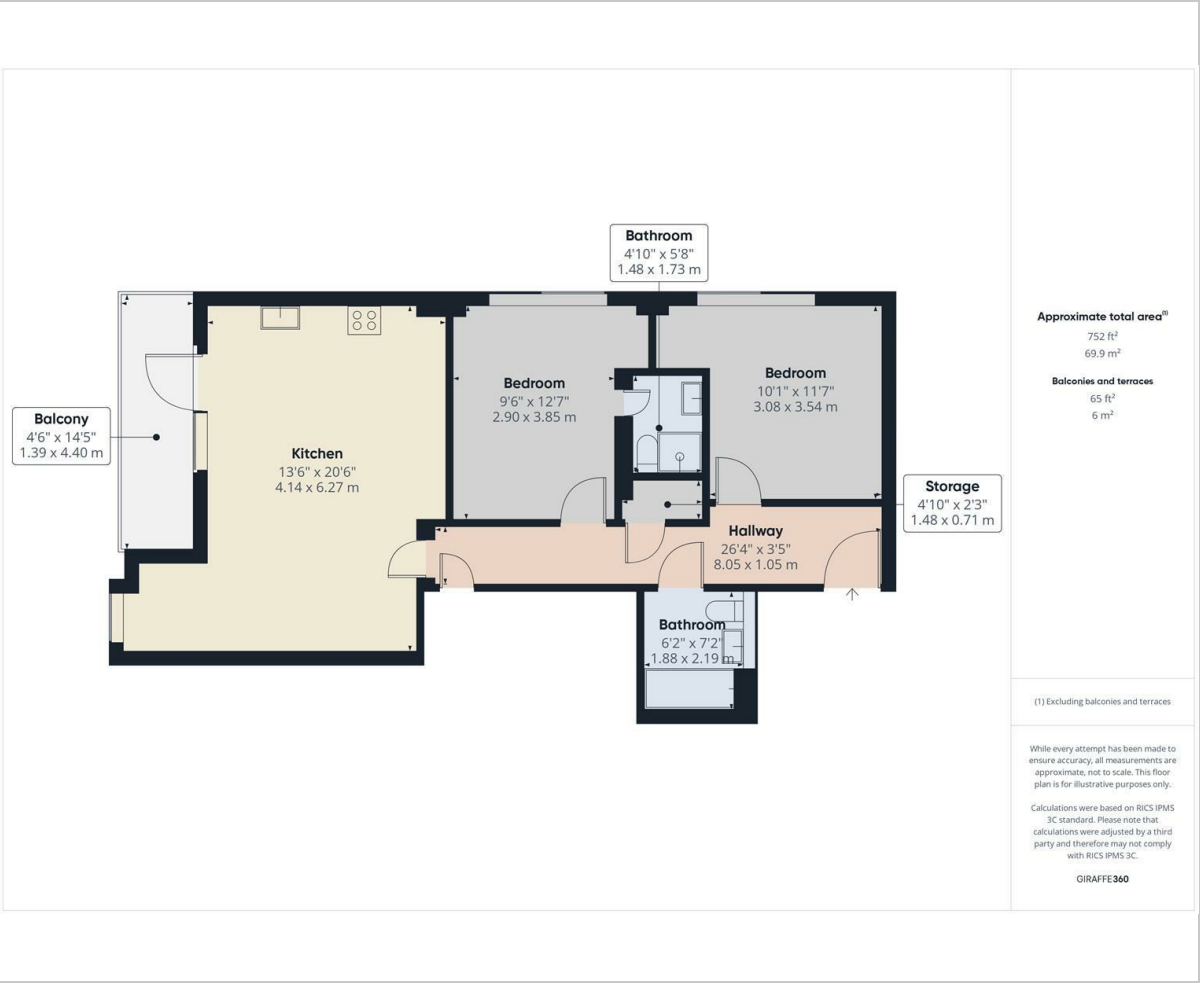 Bathroom
4'10" x 5'8"
1.48 x 1.73 m
Balcony
4'6" x 14'5"
1.39 x 4.40 m
Kitchen
13'6" x 20'6"
4.14 x 6.27 m
Bedroom
9'6" x 12'7"
2.90 x 3.85 m
Bedroom
10'1" x 11'7"
3.08 x 3.54 m
Storage
4'10" x 2'3"
1.48 x 0.71 m
Hallway
26'4" x 3'5"
8.05 x 1.05 m
Bathroom
6'2" x 7'2"
1.88 x 2.19 m
Approximate total area(1)
752 ft²
69.9 m²
Balconies and terraces
65 ft²
6 m²
(1) Excluding balconies and terraces
While every attempt has been made to
ensure accuracy, all measurements are
approximate, not to scale. This floor
plan is for illustrative purposes only.
Calculations were based on RICS IPMS
3C standard. Please note that
calculations were adjusted by a third
party and therefore may not comply
with RICS IPMS 3C.
GIRAFFE360